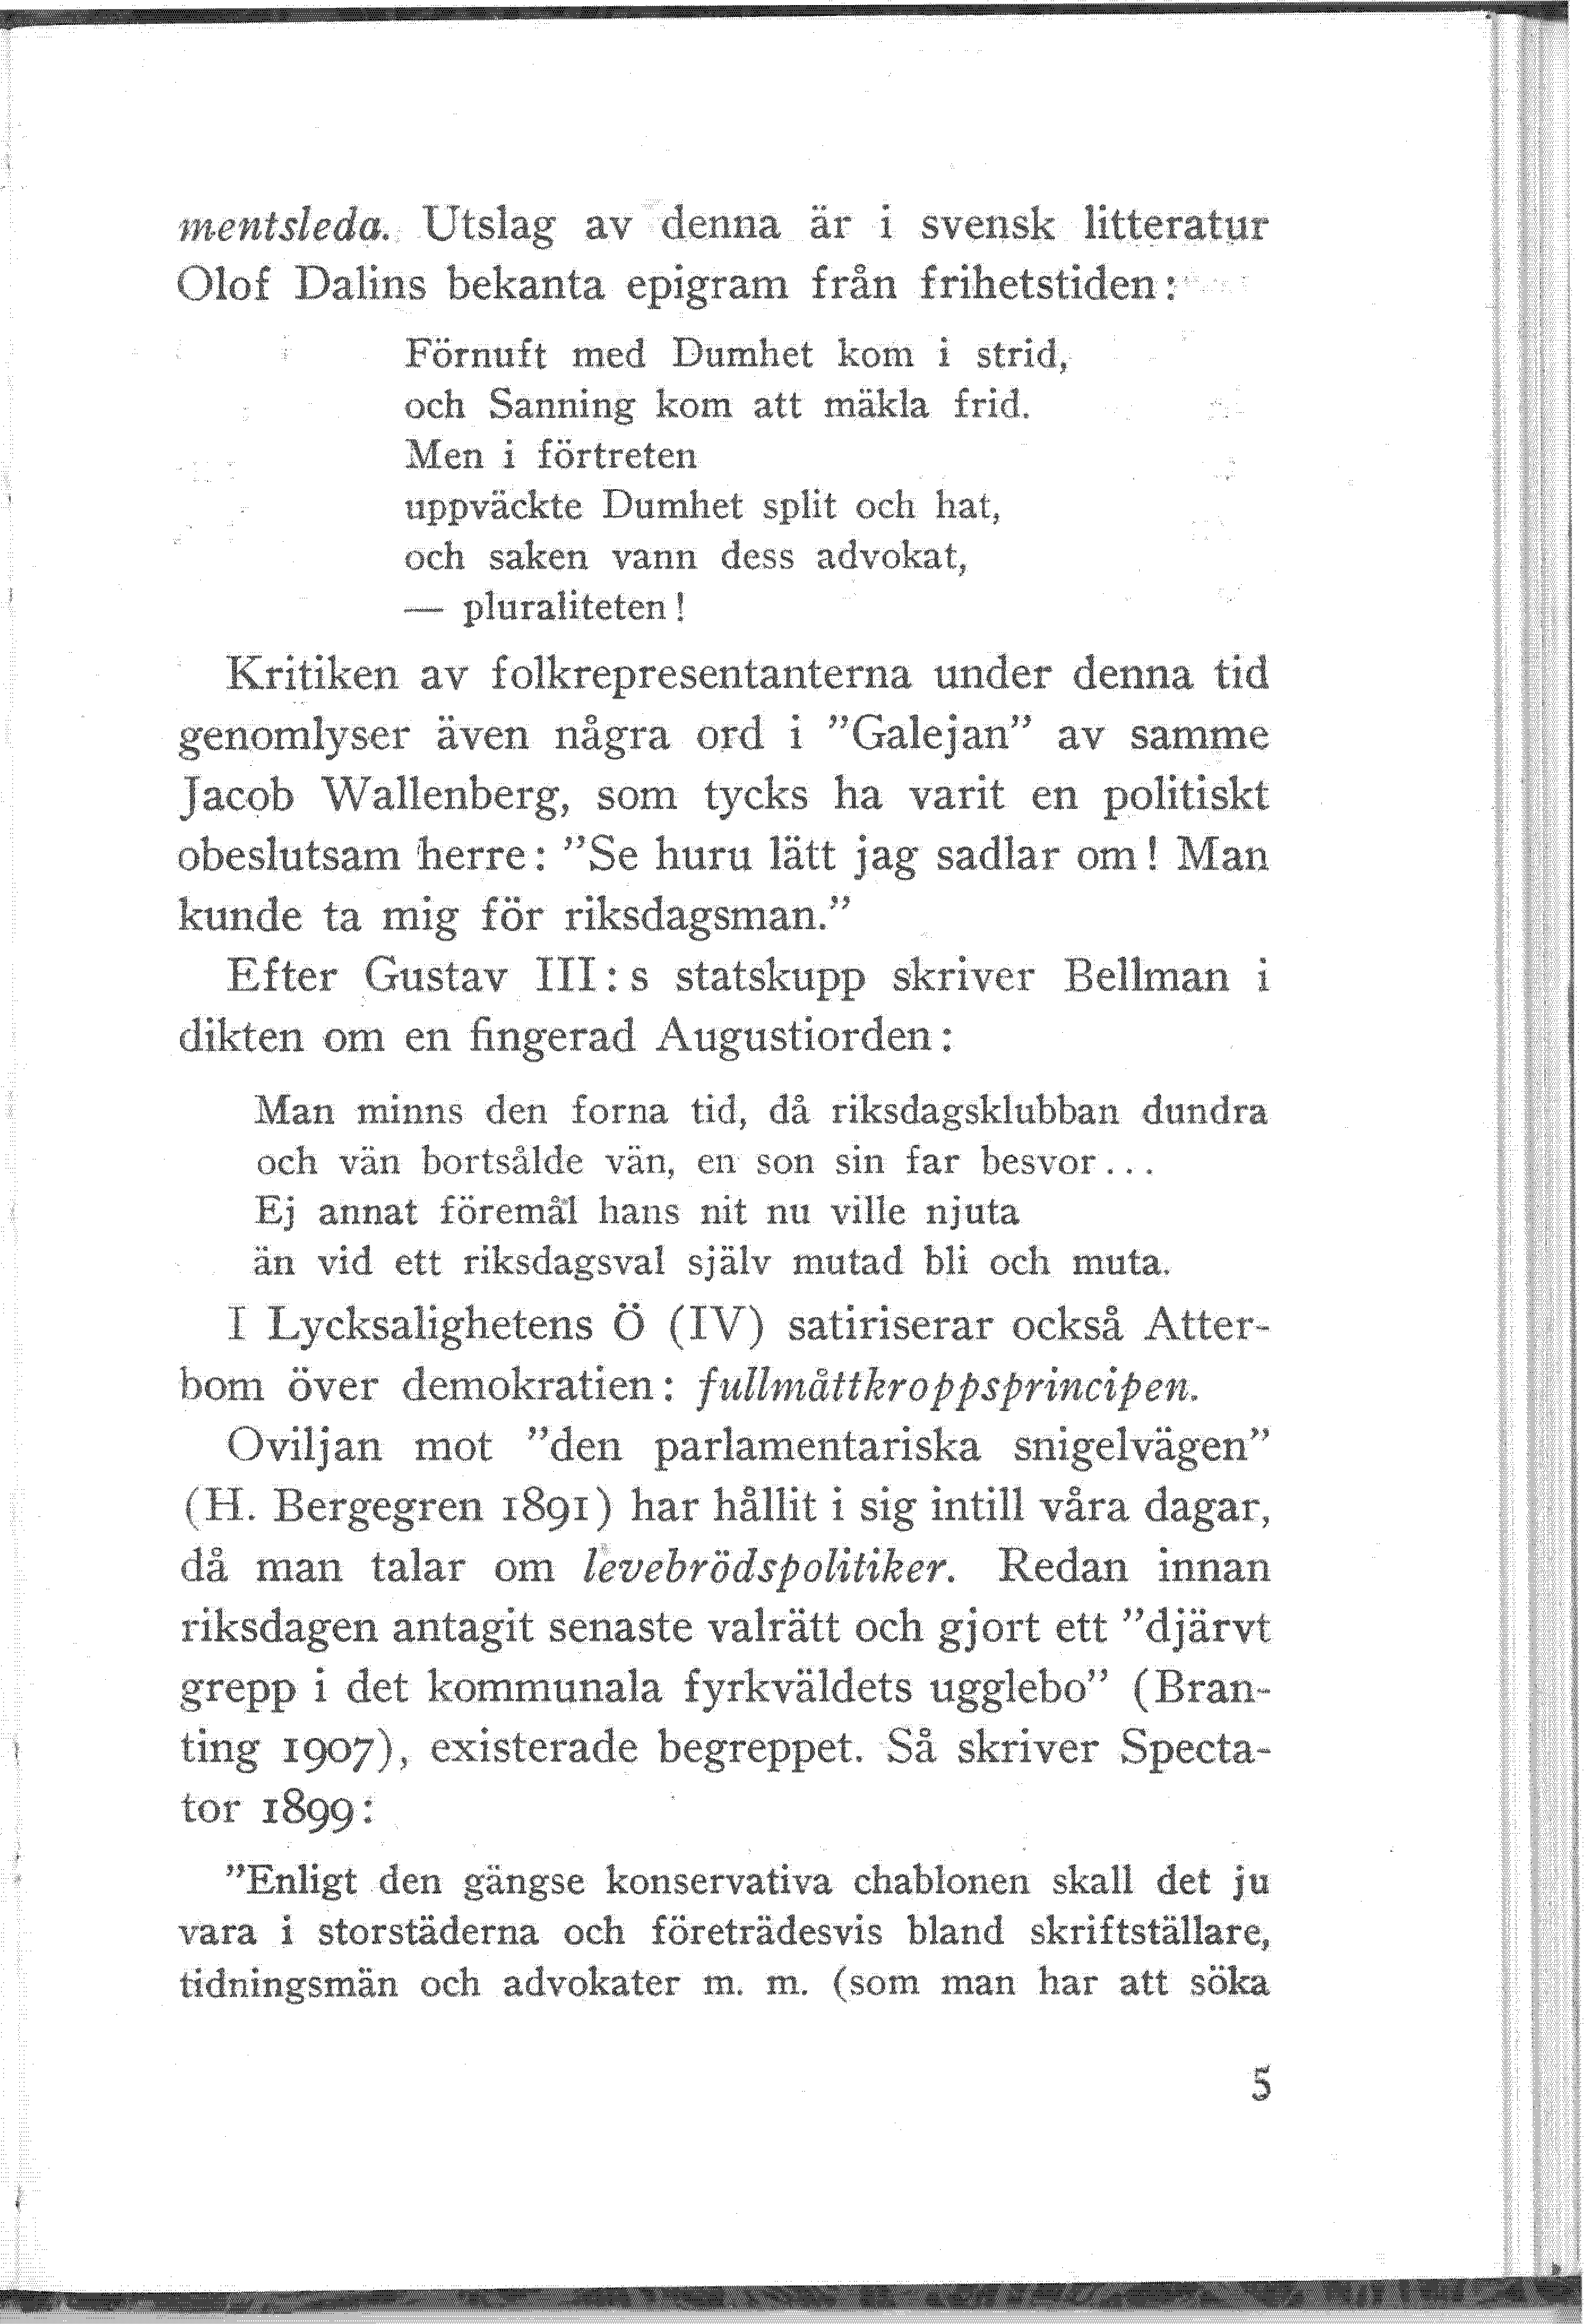 mentsleda. Utslag av denna är i svensk litteratur
Olof Dalins bekanta epigram från frihetstiden:
Förnuft med Dumhet kom i strid,
och Sanning kom att mäkla frid.
Men i förtreten
uppväckte Dumhet split och hat,
och saken vann dess advokat,
— pluraliteten!
Kritiken av folkrepresentanterna under denna tid
genomlyser även några ord i ”Galejan” av samme
Jacob Wallenberg, som tycks ha varit en politiskt
obeslutsam herre: ”Se huru lätt jag sadlar om! Man
kunde ta mig för riksdagsman.”
Efter Gustav III:s statskupp skriver Bellman i
dikten om en fingerad Augustiorden:
Man minns den forna tid, då riksdagsklubban dundra
och vän bortsålde vän, en son sin far besvor...
Ej annat föremål hans nit nu ville njuta
än vid ett riksdagsval själv mutad bli och muta.
I Lycksalighetens Ö (IV) satiriserar också Atter-
bom över demokratien: fullmåttkroppsprincipen.
Oviljan mot ”den parlamentariska snigelvägen”
(H. Bergegren 1891) har hållit i sig intill våra dagar,
då man talar om levebrödspolitiker. Redan innan
riksdagen antagit senaste valrätt och gjort ett ”djärvt
grepp i det kommunala fyrkväldets ugglebo” (Bran-
ting 1907), existerade begreppet. Så skriver Specta-
tor 1899:
”Enligt den gängse konservativa chablonen skall det ju
vara i storstäderna och företrädesvis bland skriftställare,
tidningsmän och advokater m. m. (som man har att söka
5